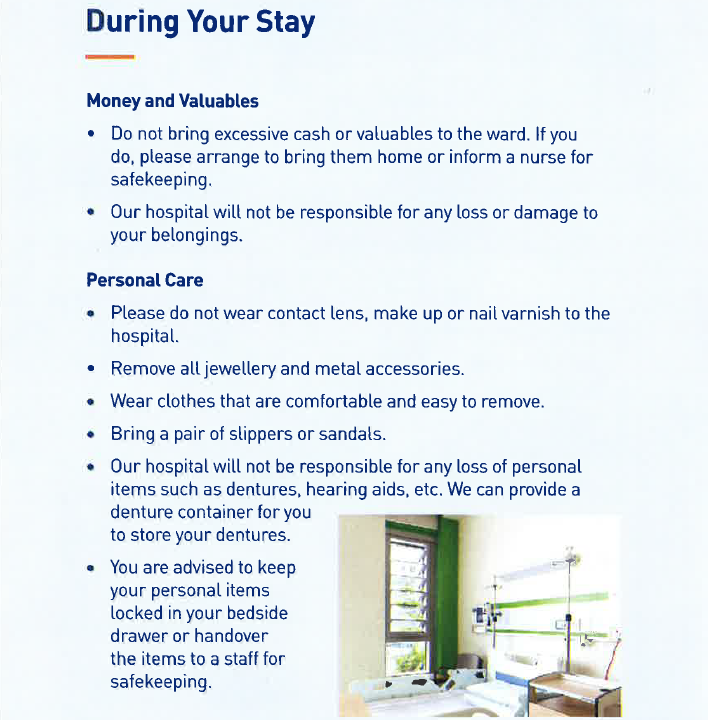 During Your Stay
Money and Valuables
• Do not bring excessive cash or valuables to the ward. If you
do, please arrange to bring them home or inform a nurse for
safekeeping.
• Our hospital will not be responsible for any loss or damage to
your belongings.
Personal Care
• Please do not wear contact lens, make up or nail varnish to the
hospital.
• Remove all jewellery and metal accessories.
• Wear clothes that are comfortable and easy to remove.
• Bring a pair of slippers or sandals.
• Our hospital will not be responsible for any loss of personal
items such as dentures, hearing aids, etc. We can provide a
denture container for you
to store your dentures.
• You are advised to keep
your personal items
locked in your bedside
drawer or handover
the items to a staff for
safekeeping.